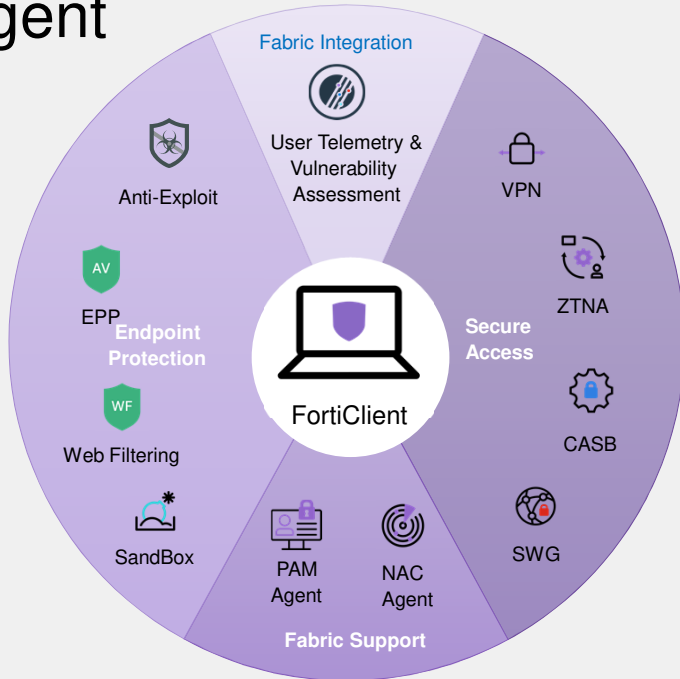 Fabric Integration
User Telemetry &
Vulnerability
Assessment
Anti-Exploit
AV
EPP
Endpoint
Protection
WF
Web Filtering
SandBox
FortiClient
VPN
ZTNA
Secure
Access
CASB
SWG
PAM
Agent
NAC
Agent
Fabric Support